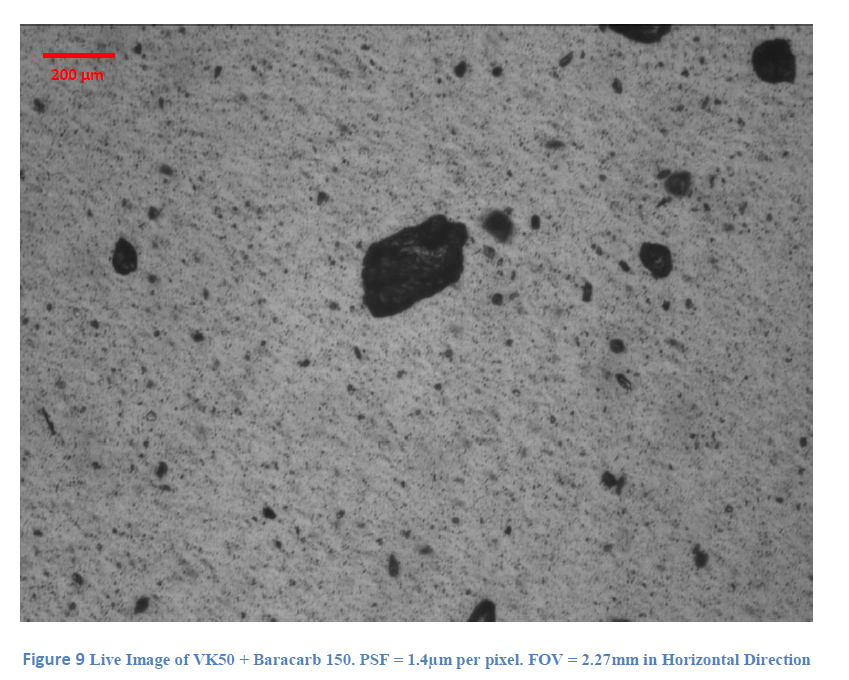 200 µm
Figure 9 Live Image of VK50 + Baracarb 150. PSF = 1.4µm per pixel. FOV = 2.27mm in Horizontal Direction